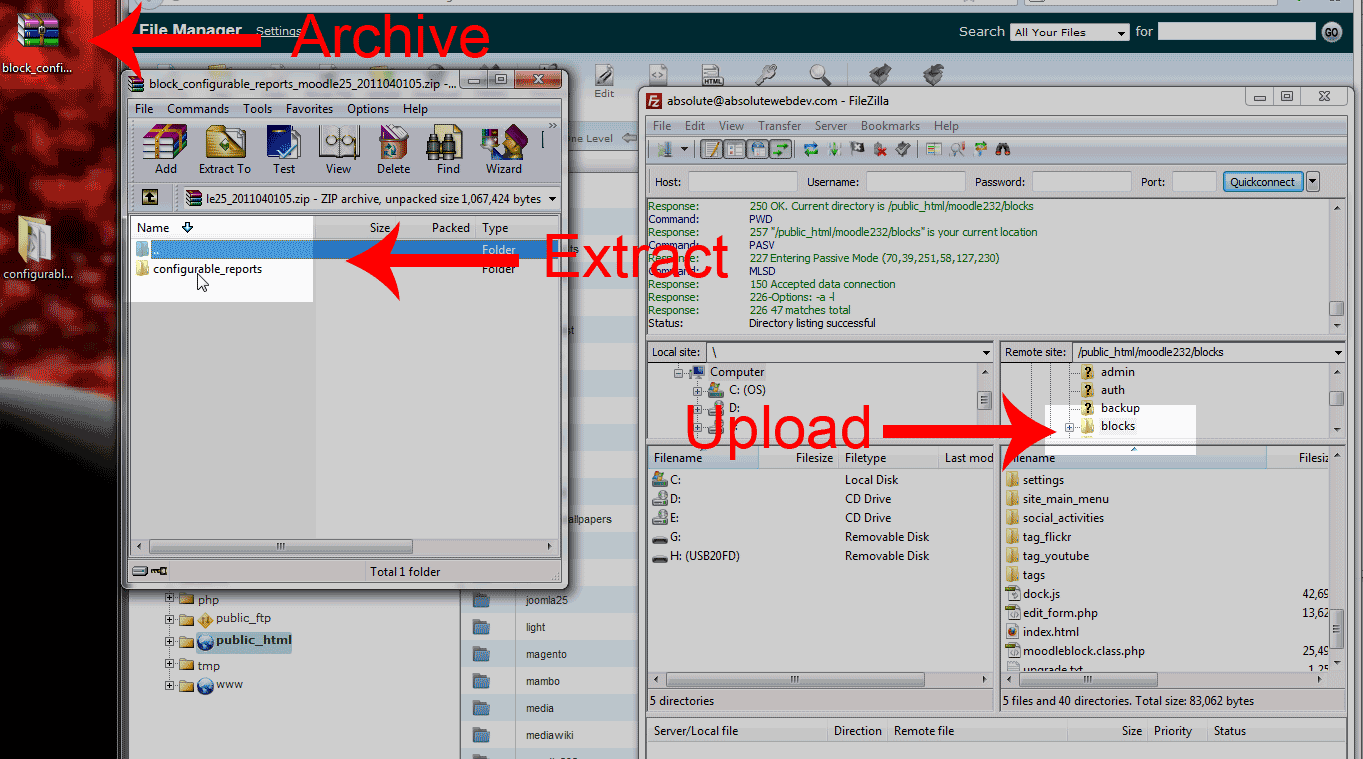 File Manager Settings
Search All Your Files for GO
Archive
block_confi...
configurabl...
block_configurable_reports_moodle25_2011040105.zip -...
File Commands Tools Favorites Options Help
Add Extract To Test View Delete Find Wizard
le25_2011040105.zip - ZIP archive, unpacked size 1,067,424 bytes
Name Size Packed Type
.. Folder
configurable_reports Folder
Extract
Total 1 folder
Edit
HTML
One Level
allpapers
php
public_ftp
public_html
tmp
www
joomla25
light
magento
mambo
media
mediawiki
absolute@absolutewebdev.com - FileZilla
File Edit View Transfer Server Bookmarks Help
Host: Username: Password: Port: Quickconnect
Response: 250 OK. Current directory is /public_html/moodle232/blocks
Command: PWD
Response: 257 "/public_html/moodle232/blocks" is your current location
Command: PASV
Response: 227 Entering Passive Mode (70,39,251,58,127,230)
Command: MLSD
Response: 150 Accepted data connection
Response: 226-Options: -a -l
Response: 226 47 matches total
Status: Directory listing successful
Local site: \
Computer
C: (OS)
D:
Remote site: /public_html/moodle232/blocks
admin
auth
backup
blocks
Upload
Filename Filesize Filetype Last mod
C: Local Disk
D: CD Drive
E: CD Drive
G: Removable Disk
H: (USB20FD) Removable Disk
5 directories
Filename Filesiz
settings
site_main_menu
social_activities
tag_flickr
tag_youtube
tags
dock.js 42,69
edit_form.php 13,62
index.html
moodleblock.class.php 25,49
upgrade.txt 1,25
5 files and 40 directories. Total size: 83,062 bytes
Server/Local file Direction Remote file Size Priority Status